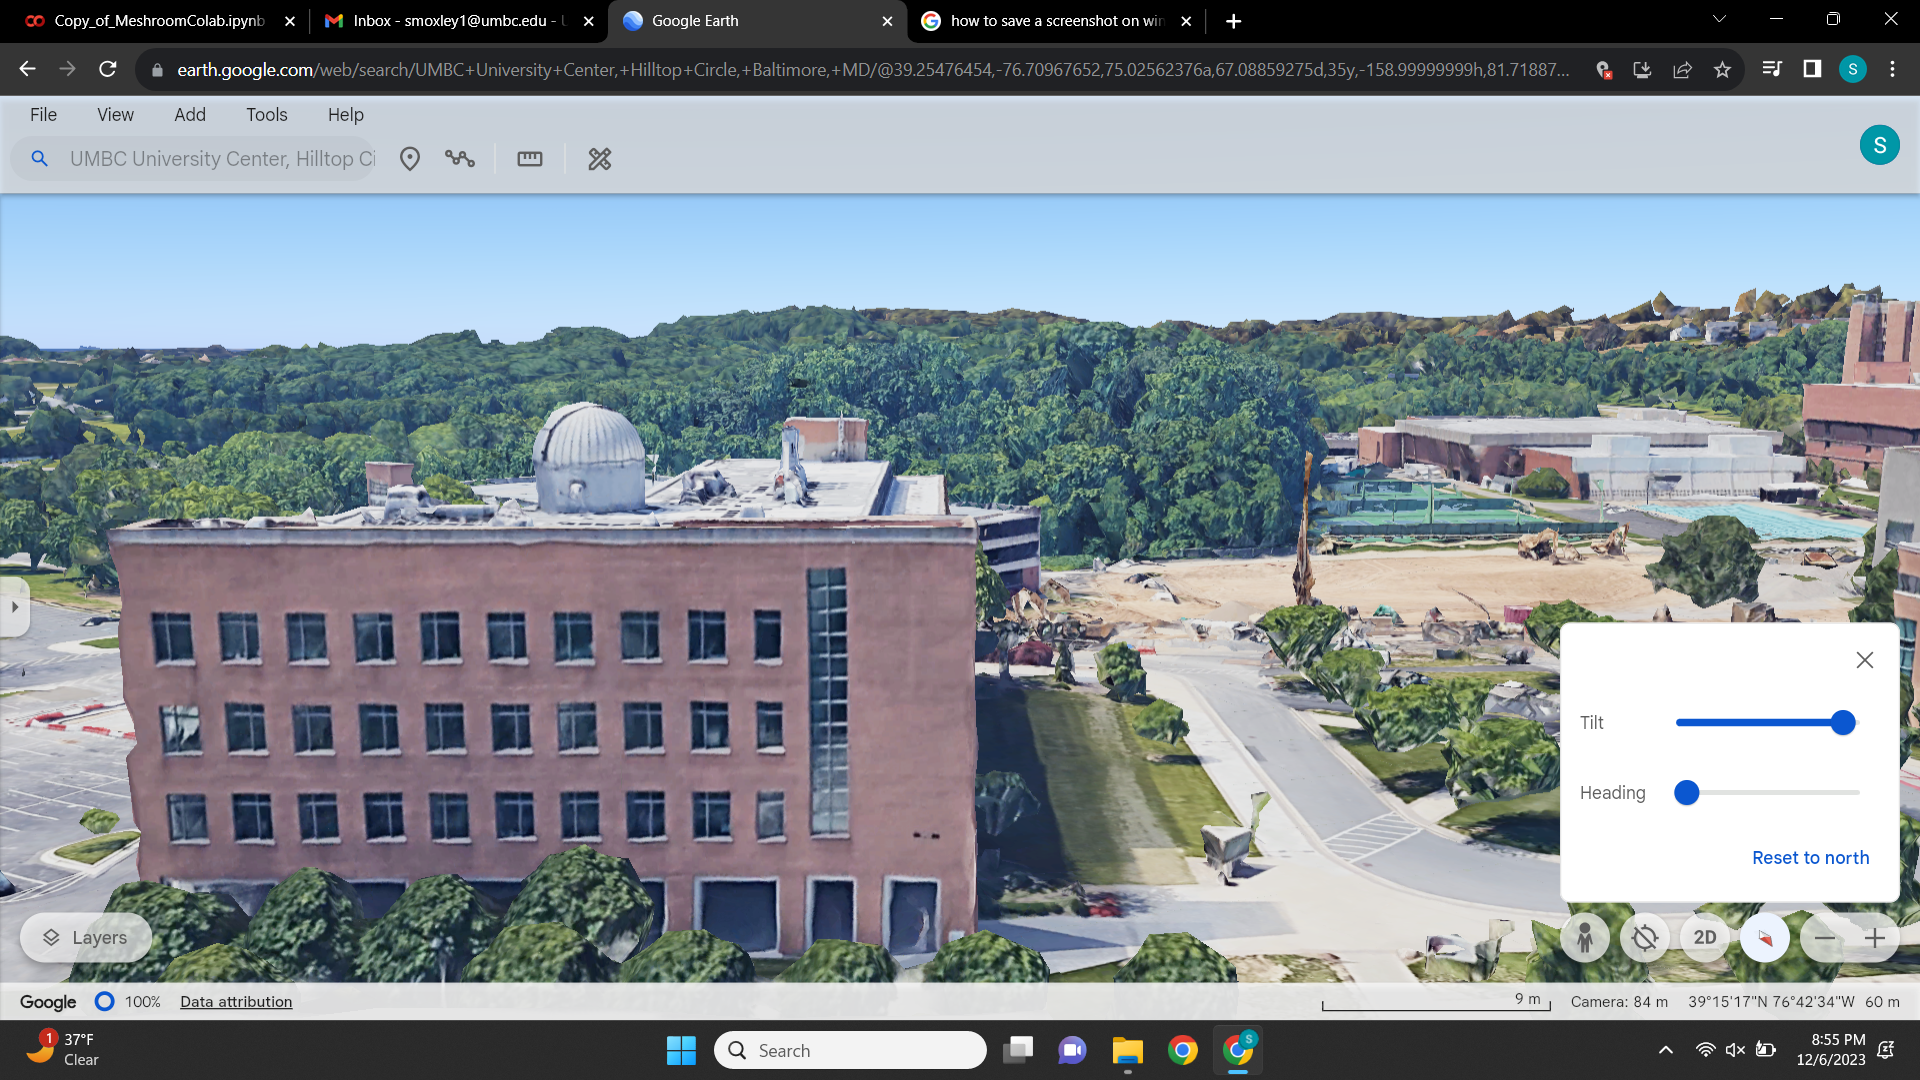 Copy_of_MeshroomColab.ipynb
Inbox - smoxley1@umbc.edu - U
Google Earth
how to save a screenshot on win
earth.google.com/web/search/UMBC+University+Center,+Hilltop+Circle,+Baltimore,+MD/@39.25476454,-76.70967652,75.02562376a,67.08859275d,35y,-158.99999999h,81.71887...
S
File View Add Tools Help
UMBC University Center, Hilltop Ci
S
Tilt
Heading
Reset to north
Layers
2D
Google 100% Data attribution
9 m Camera: 84 m 39°15'17"N 76°42'34"W 60 m
1
37°F
Clear
Search
S
8:55 PM
12/6/2023